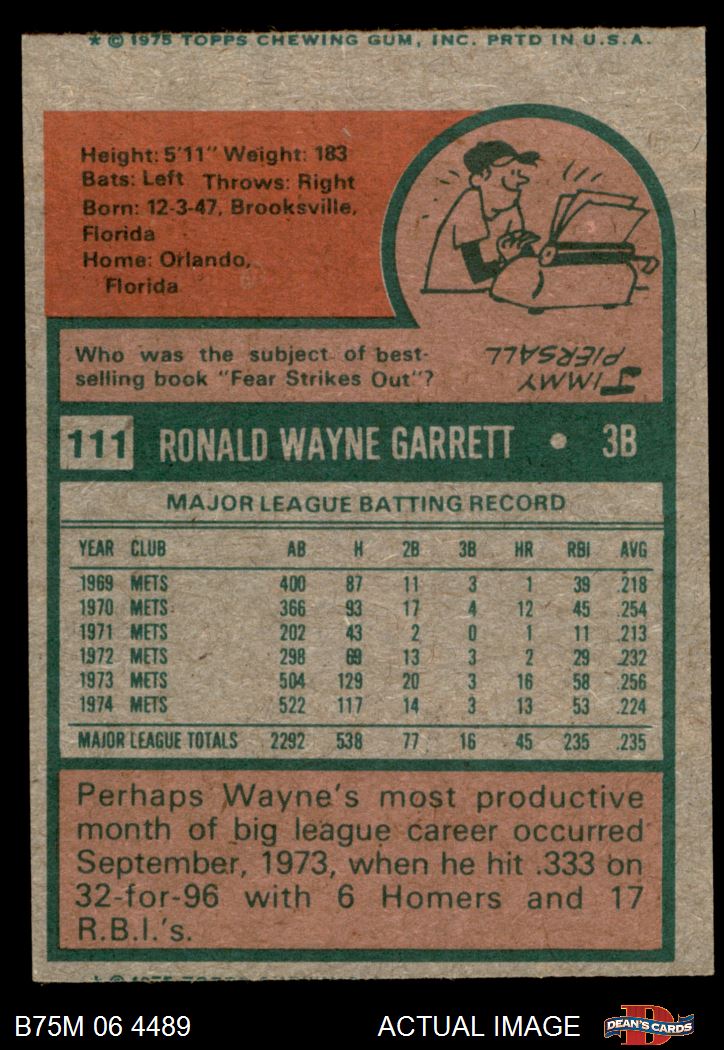 * © 1975 TOPPS CHEWING GUM, INC. PRTD IN U.S.A.
Height: 5'11" Weight: 183
Bats: Left Throws: Right
Born: 12-3-47, Brooksville,
Florida
Home: Orlando,
Florida
Who was the subject of best-
selling book "Fear Strikes Out"?
JIMMY
PIERSALL
111 RONALD WAYNE GARRETT • 3B
MAJOR LEAGUE BATTING RECORD
YEAR CLUB AB H 2B 3B HR RBI AVG
1969 METS 400 87 11 3 1 39 .218
1970 METS 366 93 17 4 12 45 .254
1971 METS 202 43 2 0 1 11 .213
1972 METS 298 69 13 3 2 29 .232
1973 METS 504 129 20 3 16 58 .256
1974 METS 522 117 14 3 13 53 .224
MAJOR LEAGUE TOTALS 2292 538 77 16 45 235 .235
Perhaps Wayne's most productive
month of big league career occurred
September, 1973, when he hit .333 on
32-for-96 with 6 Homers and 17
R.B.I.'s.
* © 1975 TOPPS CHEWING GUM
B75M 06 4489 ACTUAL IMAGE DEAN'S CARDS